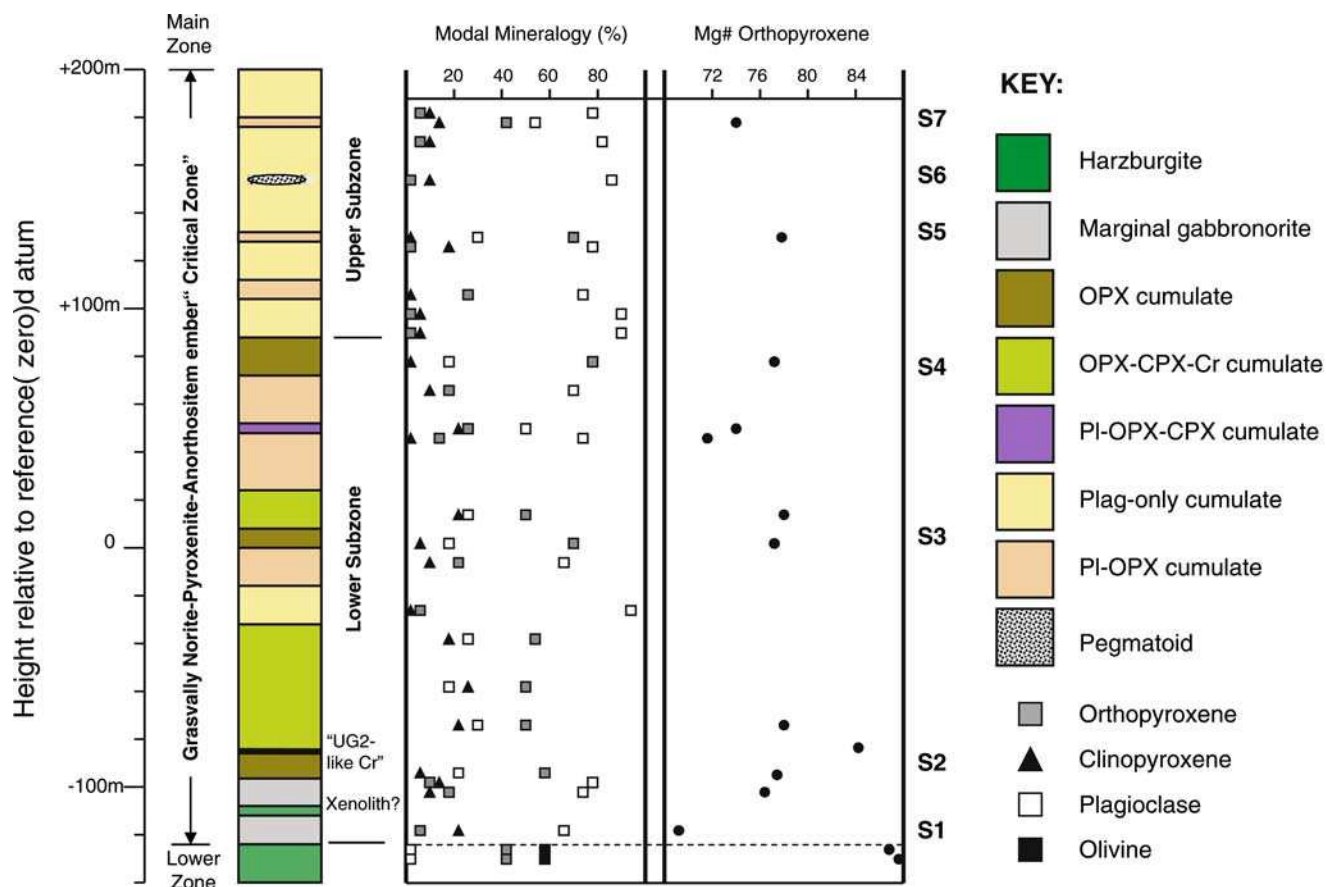 Main
Zone
Modal Mineralogy (%)
Mg# Orthopyroxene
+200m
20 40 60 80
72 76 80 84
KEY:
S7
Harzburgite
S6
Marginal gabbronorite
S5
OPX cumulate
+100m
S4
OPX-CPX-Cr cumulate
Pl-OPX-CPX cumulate
Plag-only cumulate
0
S3
Pl-OPX cumulate
Pegmatoid
Orthopyroxene
"UG2-
like Cr"
S2
Clinopyroxene
-100m
Xenolith?
Plagioclase
S1
Olivine
Lower
Zone
Height relative to reference( zero)d atum
Grasvally Norite-Pyroxenite-Anorthositem ember“ Critical Zone”
Upper Subzone
Lower Subzone